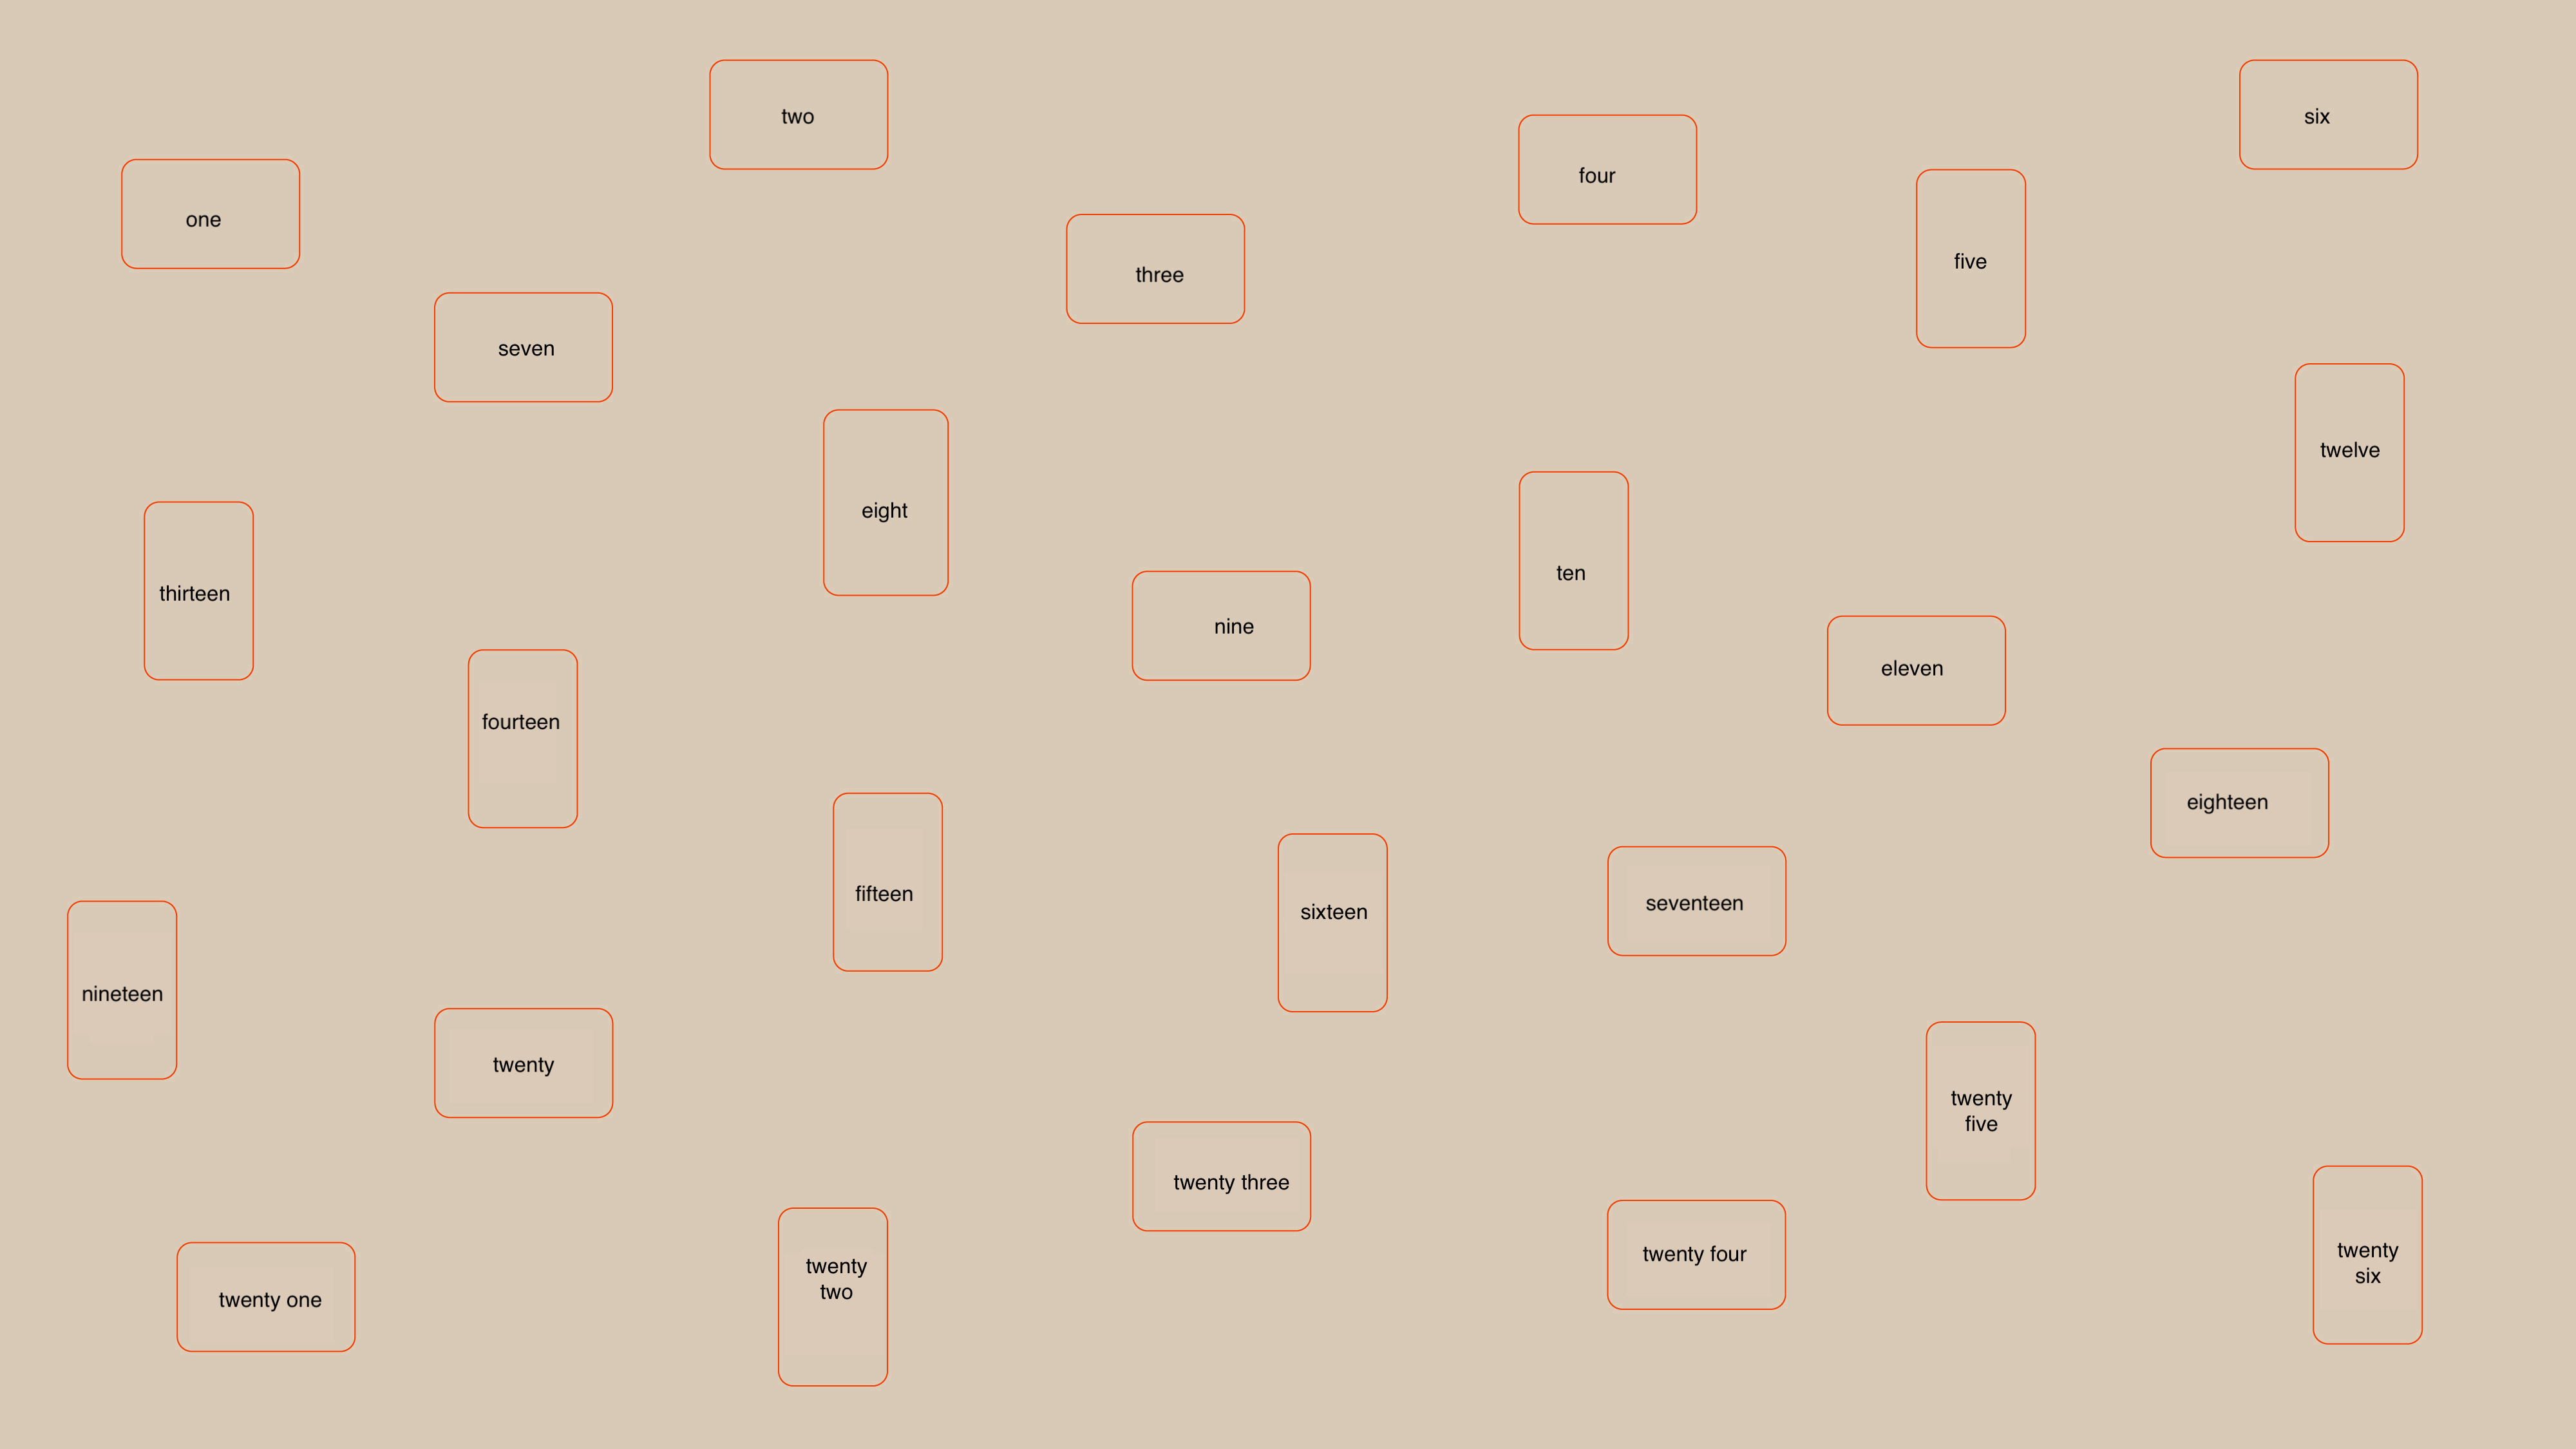 one
two
three
four
five
six
seven
eight
nine
ten
eleven
twelve
thirteen
fourteen
fifteen
sixteen
seventeen
eighteen
nineteen
twenty
twenty one
twenty
two
twenty three
twenty four
twenty
five
twenty
six